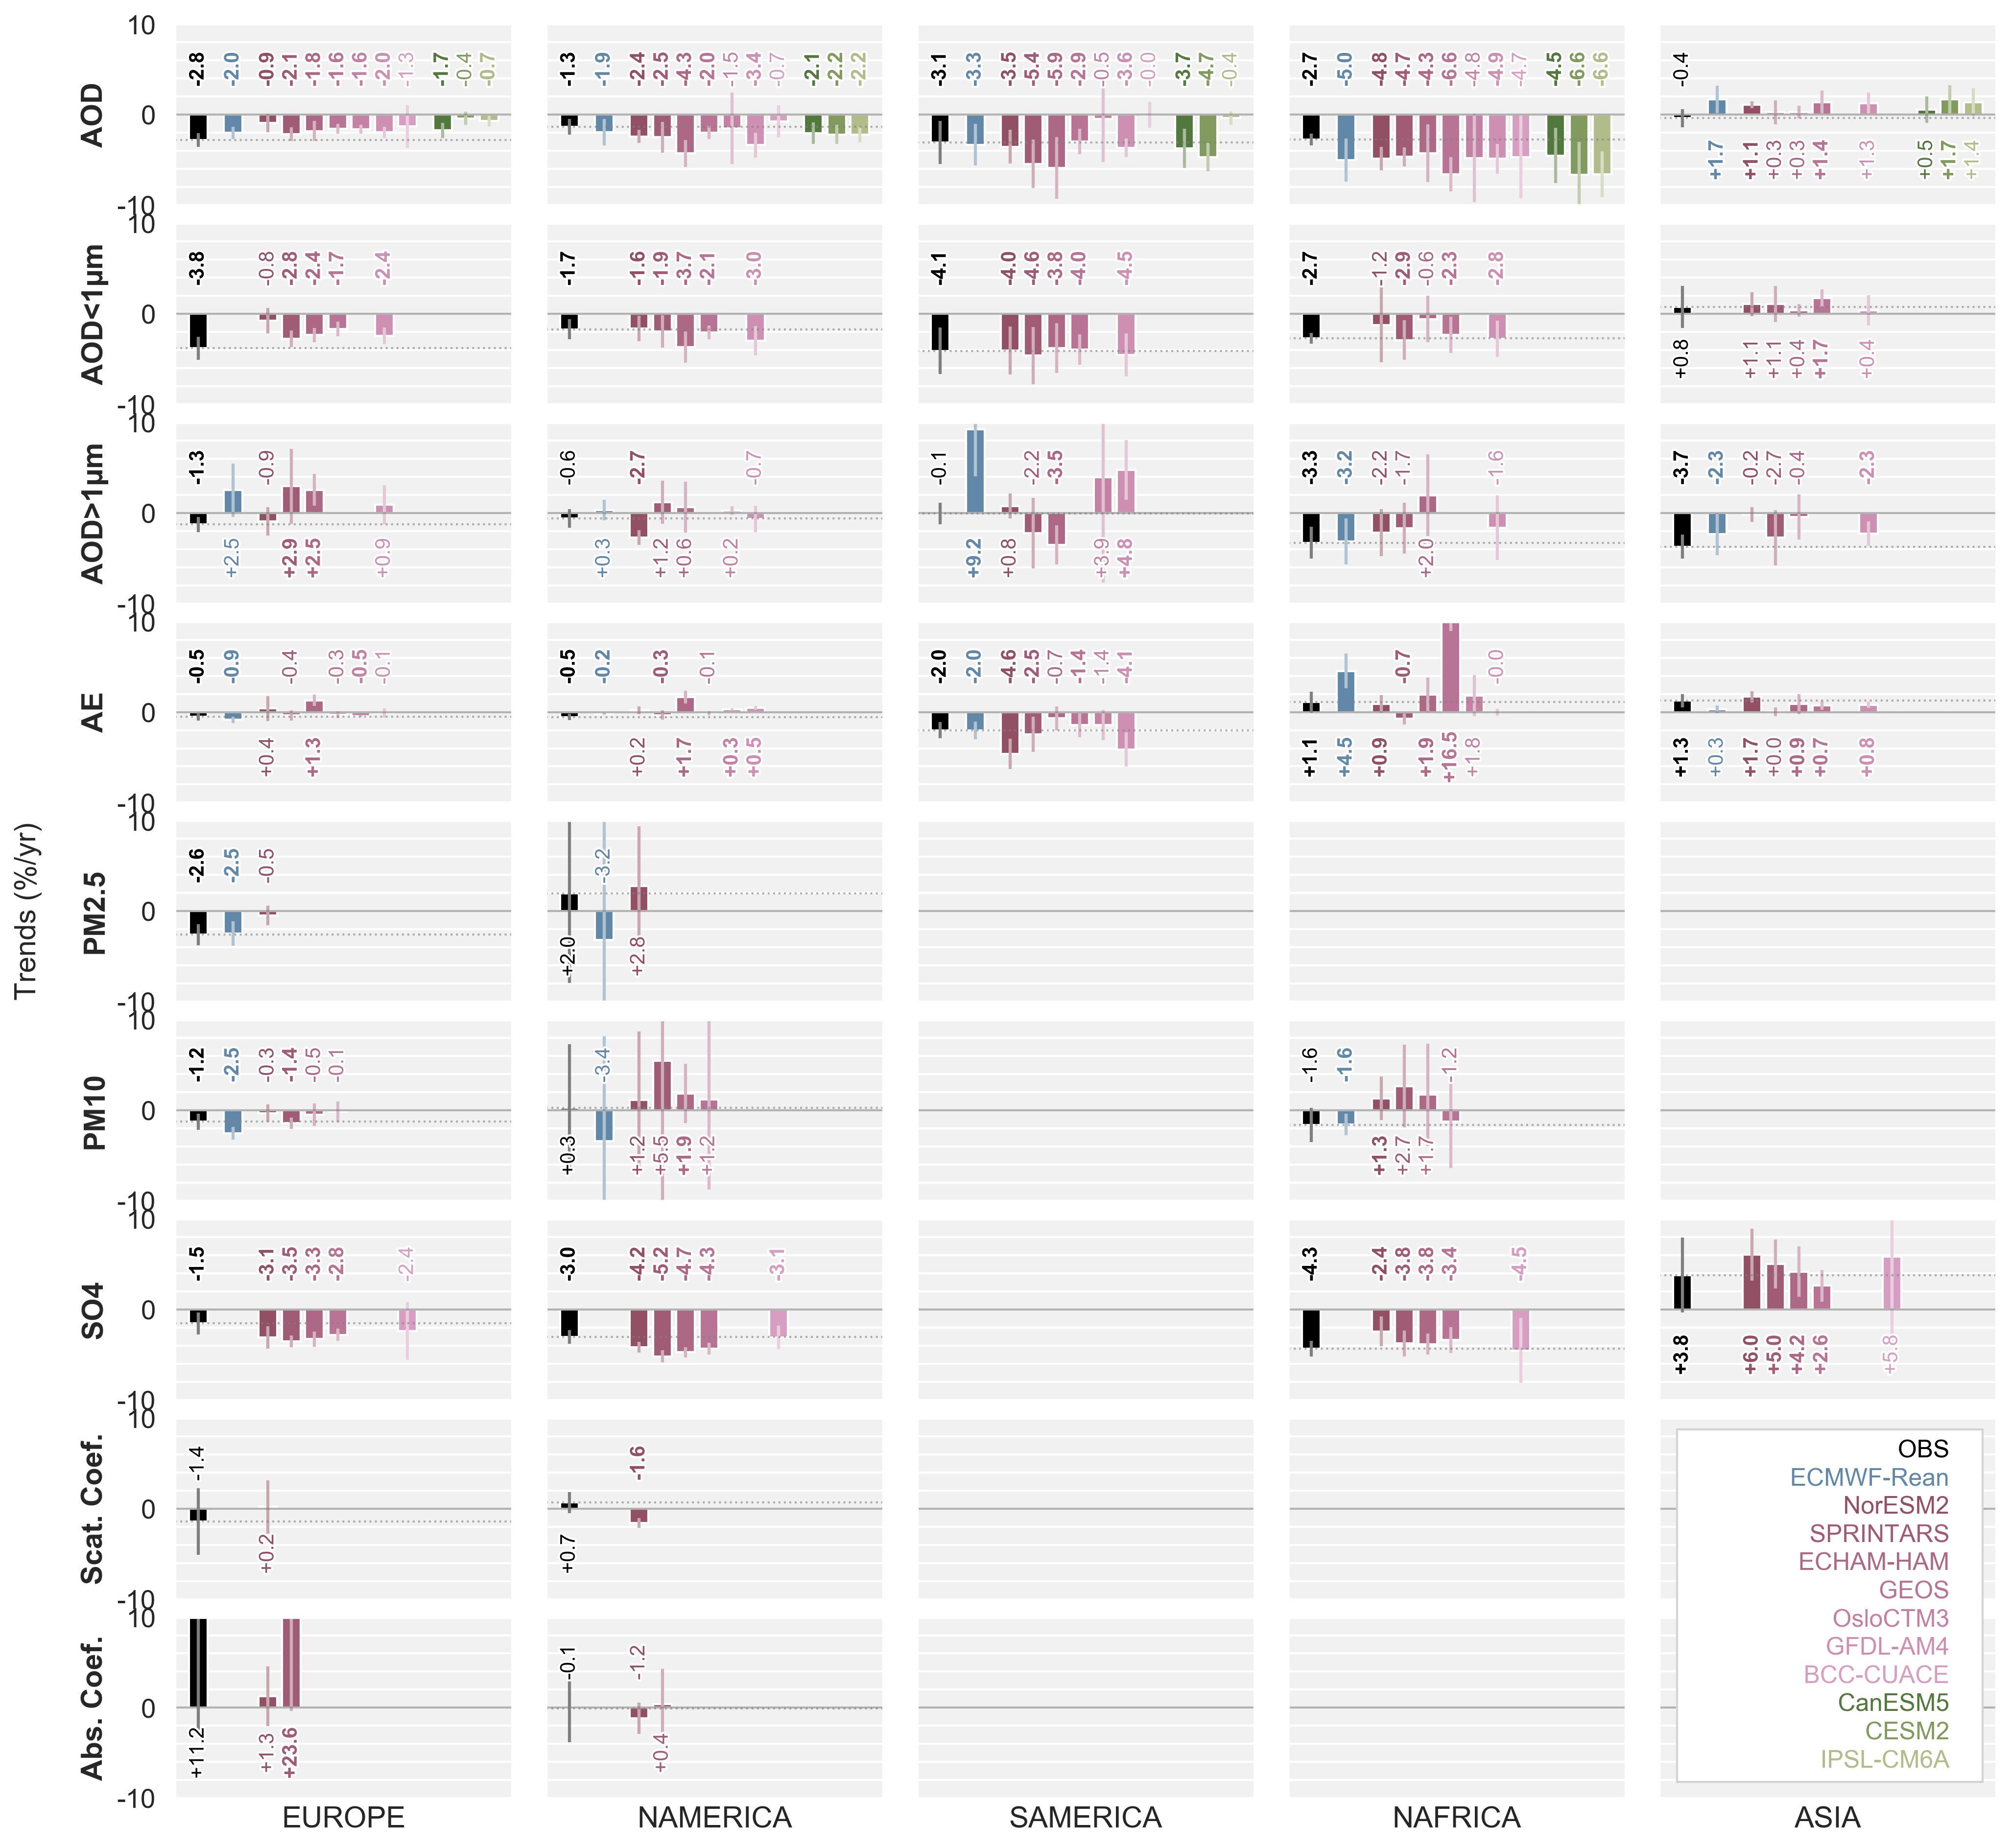 10
-2.8 -2.0 -0.9 -2.1 -1.8 -1.6 -1.6 -2.0 -1.3 -1.7 -0.4 -0.7
-1.3 -1.9 -2.4 -2.5 -4.3 -2.0 -1.5 -3.4 -0.7 -2.1 -2.2 -2.2
-3.1 -3.3 -3.5 -5.4 -5.9 -2.9 -0.5 -3.6 -0.0 -3.7 -4.7 -0.4
-2.7 -5.0 -4.8 -4.7 -4.3 -6.6 -4.8 -4.9 -4.7 -4.5 -6.6 -6.6
-0.4
AOD
0
+1.7 +1.1 +0.3 +0.3 +1.4 +1.3 +0.5 +1.7 +1.4
-10
10
-3.8 -0.8 -2.8 -2.4 -1.7 -2.4
-1.7 -1.6 -1.9 -3.7 -2.1 -3.0
-4.1 -4.0 -4.6 -3.8 -4.0 -4.5
-2.7 -1.2 -2.9 -0.6 -2.3 -2.8
AOD<1µm
0
+0.8 +1.1 +1.1 +0.4 +1.7 +0.4
-10
10
-1.3 -0.9
-0.6 -2.7 -0.7
-0.1 -2.2 -3.5
-3.3 -3.2 -2.2 -1.7 -1.6
-3.7 -2.3 -0.2 -2.7 -0.4 -2.3
AOD>1µm
0
+2.5 +2.9 +2.5 +0.9
+0.3 +1.2 +0.6 +0.2
+9.2 +0.8 +3.9 +4.8
+2.0
-10
10
-0.5 -0.9 -0.4 -0.3 -0.5 -0.1
-0.5 -0.2 -0.3 -0.1
-2.0 -2.0 -4.6 -2.5 -0.7 -1.4 -1.4 -4.1
-0.7 -0.0
AE
0
+0.4 +1.3
+0.2 +1.7 +0.3 +0.5
+1.1 +4.5 +0.9 +1.9 +16.5 +1.8
+1.3 +0.3 +1.7 +0.0 +0.9 +0.7 +0.8
-10
Trends (%/yr)
10
-2.6 -2.5 -0.5
-3.2
PM2.5
0
+2.0 +2.8
-10
10
-1.2 -2.5 -0.3 -1.4 -0.5 -0.1
-3.4
-1.6 -1.6 -1.2
PM10
0
+0.3 +1.2 +5.5 +1.9 +1.2
+1.3 +2.7 +1.7
-10
10
-1.5 -3.1 -3.5 -3.3 -2.8 -2.4
-3.0 -4.2 -5.2 -4.7 -4.3 -3.1
-4.3 -2.4 -3.8 -3.8 -3.4 -4.5
SO4
0
+3.8 +6.0 +5.0 +4.2 +2.6 +5.8
-10
10
-1.4
-1.6
Scat. Coef.
0
+0.2
+0.7
-10
10
-0.1 -1.2
Abs. Coef.
0
+11.2 +1.3 +23.6
+0.4
-10
OBS
ECMWF-Rean
NorESM2
SPRINTARS
ECHAM-HAM
GEOS
OsloCTM3
GFDL-AM4
BCC-CUACE
CanESM5
CESM2
IPSL-CM6A
EUROPE NAMERICA SAMERICA NAFRICA ASIA